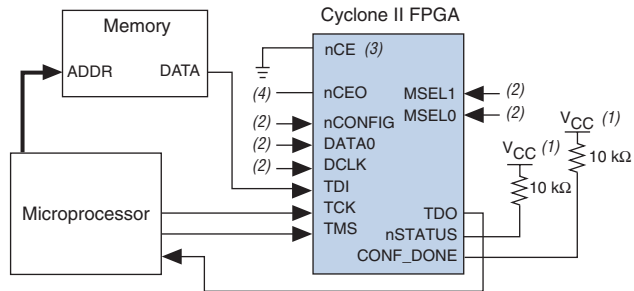 Cyclone II FPGA
Memory
ADDR DATA
nCE (3)
(4) nCEO
MSEL1 (2)
MSEL0 (2)
(2) nCONFIG
(2) DATA0
(2) DCLK
TDI
TCK
TMS
Microprocessor
TDO
nSTATUS
CONF_DONE
VCC (1)
10 kΩ
VCC (1)
10 kΩ